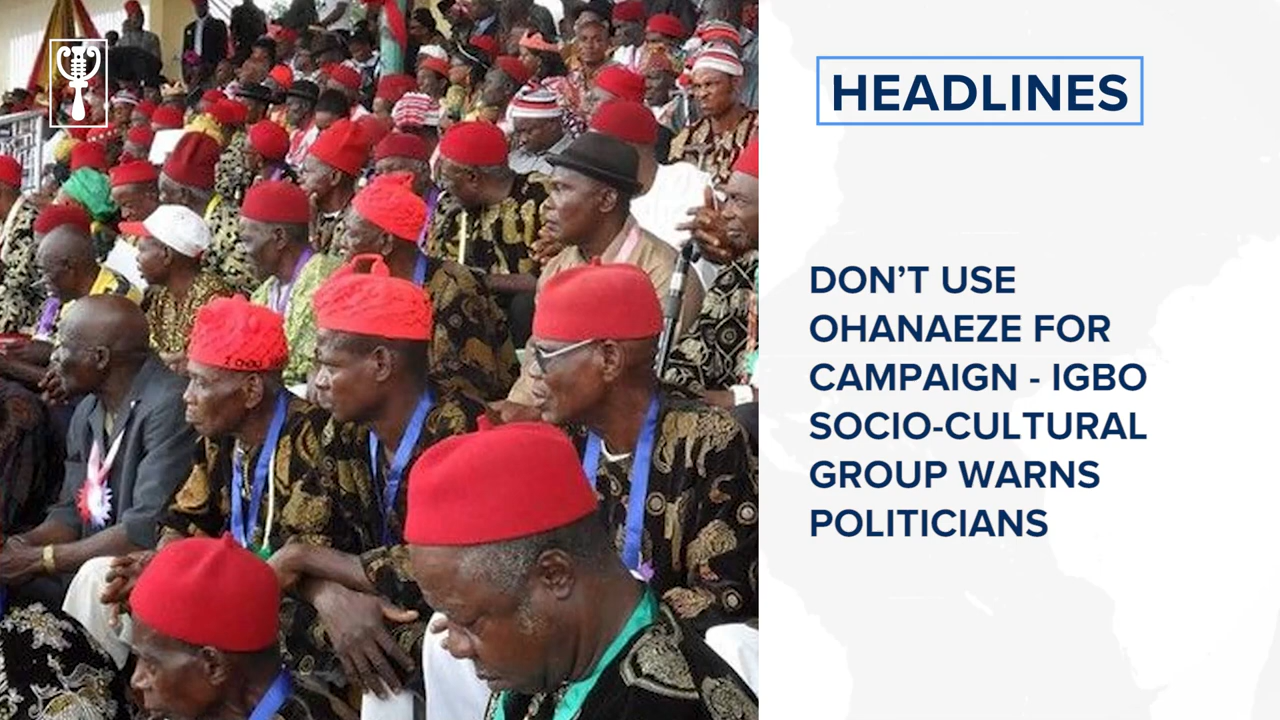 HEADLINES
DON’T USE
OHANAEZE FOR
CAMPAIGN - IGBO
SOCIO-CULTURAL
GROUP WARNS
POLITICIANS